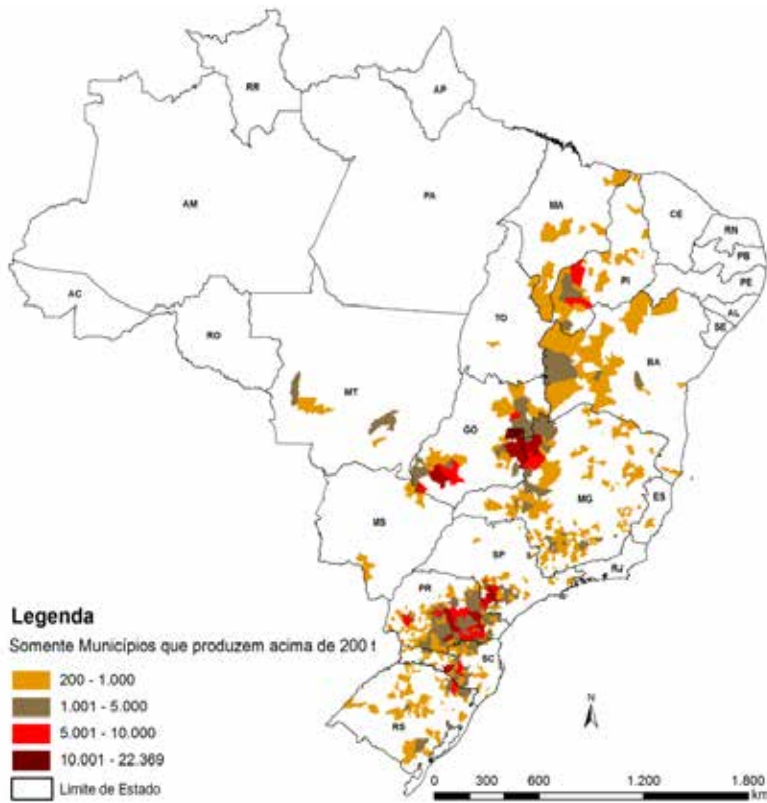 RR
AP
AM
PA
MA
CE
RN
PB
PE
AL
SE
PI
AC
TO
RO
BA
MT
GO
MG
ES
MS
SP
RJ
PR
SC
RS
Legenda
Somente Municípios que produzem acima de 200 t
200 - 1.000
1.001 - 5.000
5.001 - 10.000
10.001 - 22.369
Limite de Estado
N
0 300 600 1.200 1.800
km